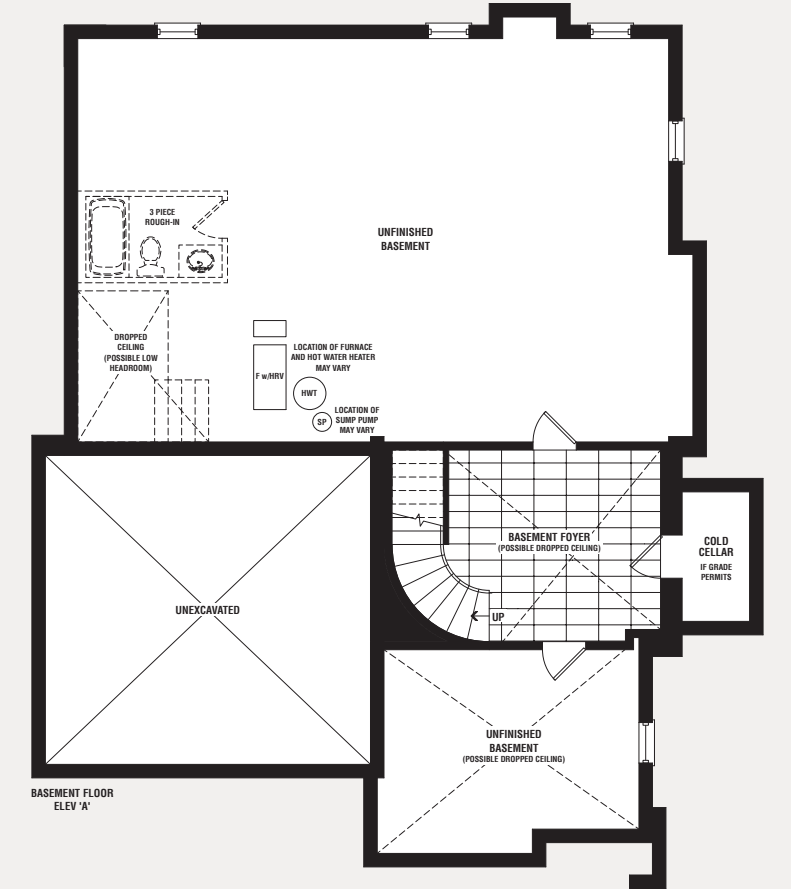 3 PIECE
ROUGH-IN
UNFINISHED
BASEMENT
DROPPED
CEILING
(POSSIBLE LOW
HEADROOM)
LOCATION OF FURNACE
AND HOT WATER HEATER
MAY VARY
F w/HRV
HWT
SP
LOCATION OF
SUMP PUMP
MAY VARY
BASEMENT FOYER
(POSSIBLE DROPPED CEILING)
COLD
CELLAR
IF GRADE
PERMITS
UNEXCAVATED
UP
UNFINISHED
BASEMENT
(POSSIBLE DROPPED CEILING)
BASEMENT FLOOR
ELEV 'A'